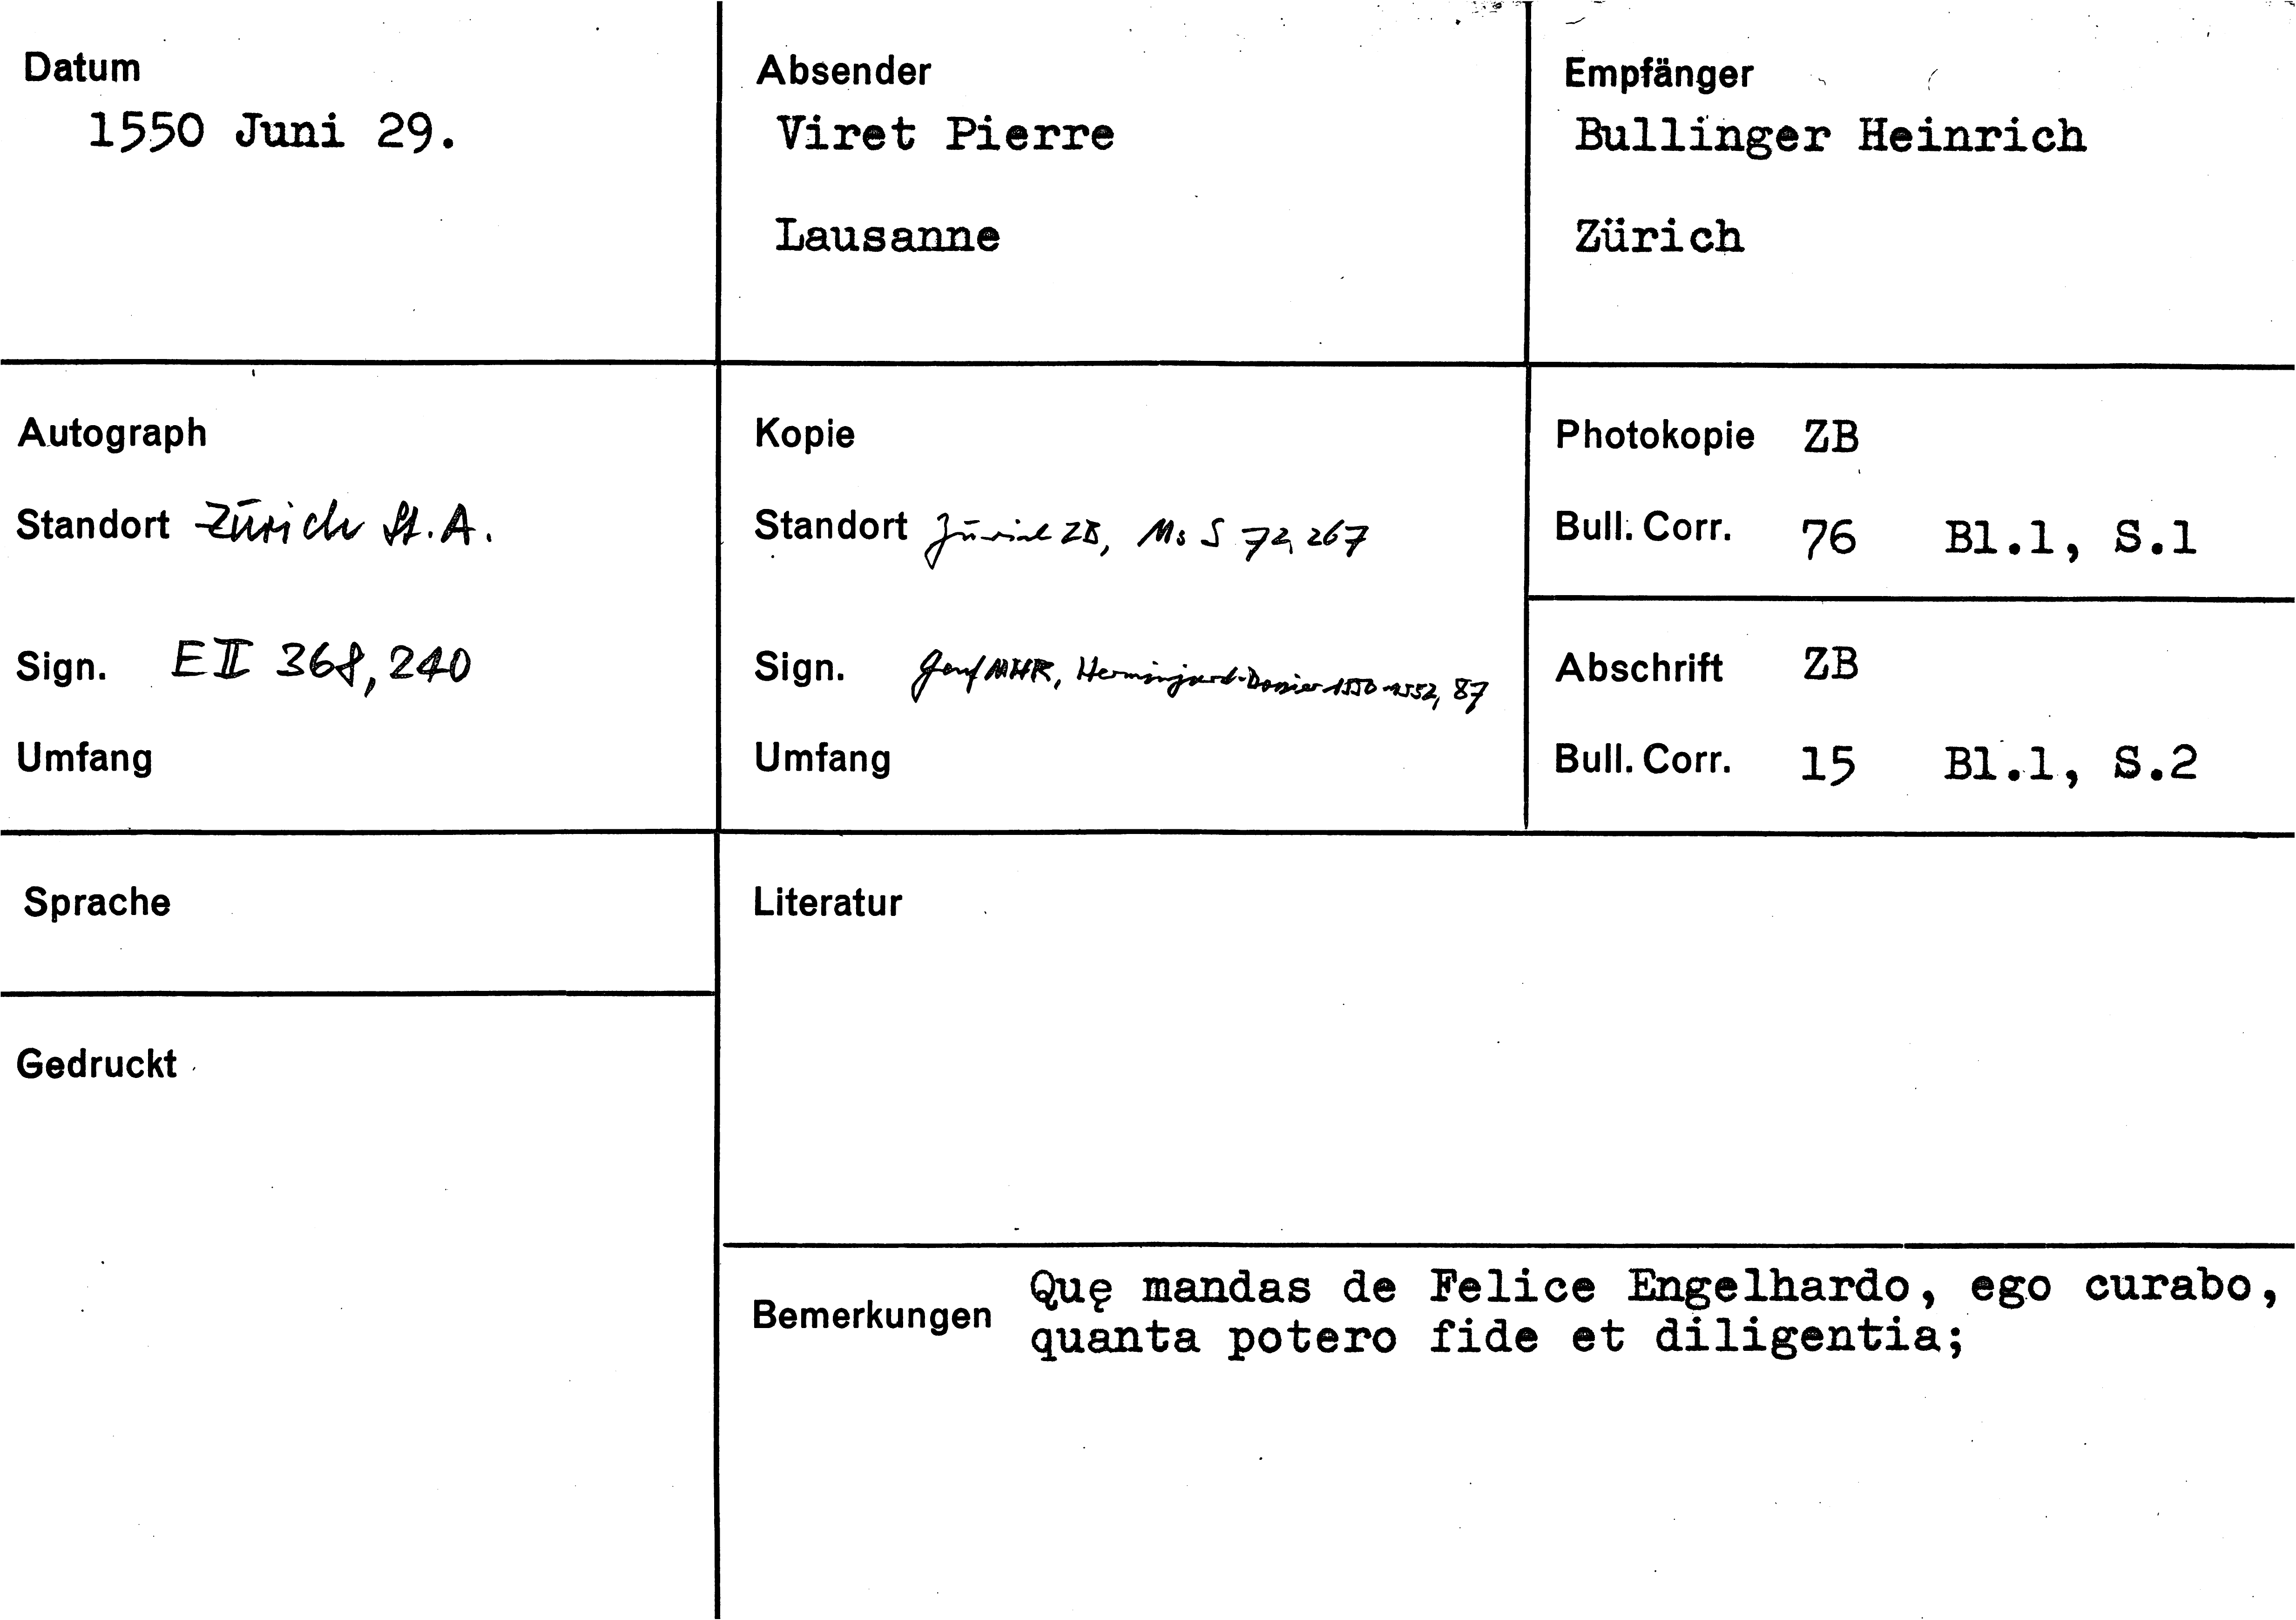 Datum
1550 Juni 29.
Absender
Viret Pierre
Lausanne
Empfänger
Bullinger Heinrich
Zürich
Autograph
Standort Zürich St.A.
Sign. E II 368, 240
Umfang
Kopie
Standort Zürich ZB, Ms S 72, 267
Sign. Genf MHR, Herminjard-Dossier 1550-1552, 87
Umfang
Photokopie ZB
Bull. Corr. 76 Bl.1, S.1
Abschrift ZB
Bull. Corr. 15 Bl.1, S.2
Sprache
Literatur
Gedruckt
Bemerkungen
Quę mandas de Felice Engelhardo, ego curabo,
quanta potero fide et diligentia;